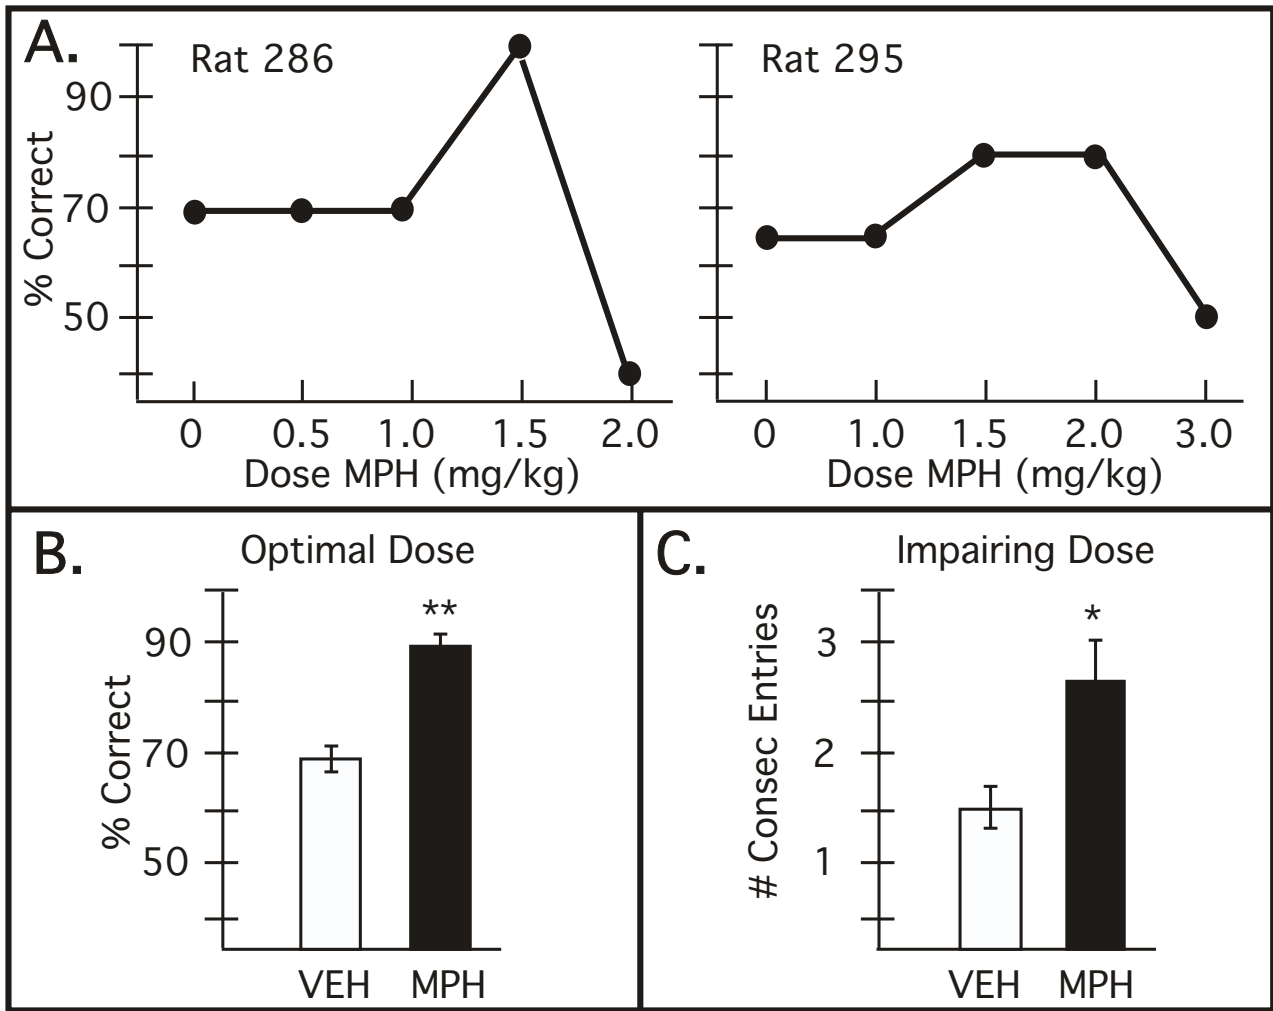 A.
Rat 286
Rat 295
% Correct
90
70
50
0 0.5 1.0 1.5 2.0
Dose MPH (mg/kg)
0 1.0 1.5 2.0 3.0
Dose MPH (mg/kg)
B.
Optimal Dose
% Correct
90
70
50
**
VEH MPH
C.
Impairing Dose
# Consec Entries
3
2
1
*
VEH MPH